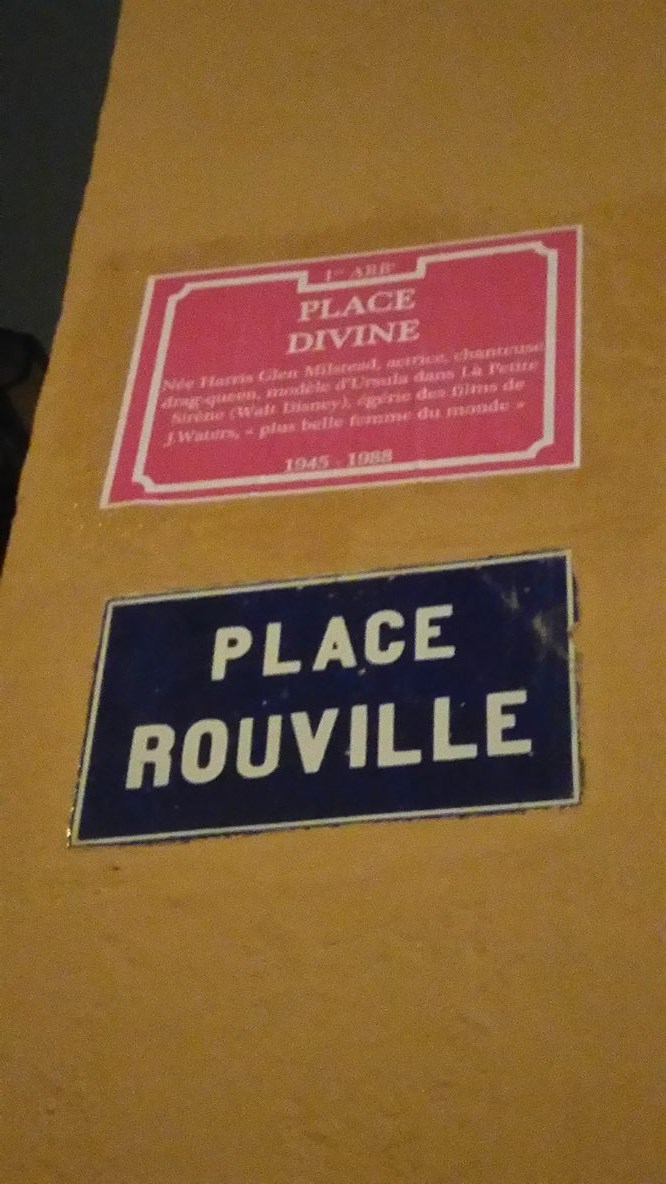 1er ARRt
PLACE
DIVINE
Née Harris Glen Milstead, actrice, chanteuse
drag-queen, modèle d'Ursula dans La Petite
Sirène (Walt Disney), égérie des films de
J.Waters, « plus belle femme du monde »
1945 - 1988
PLACE
ROUVILLE